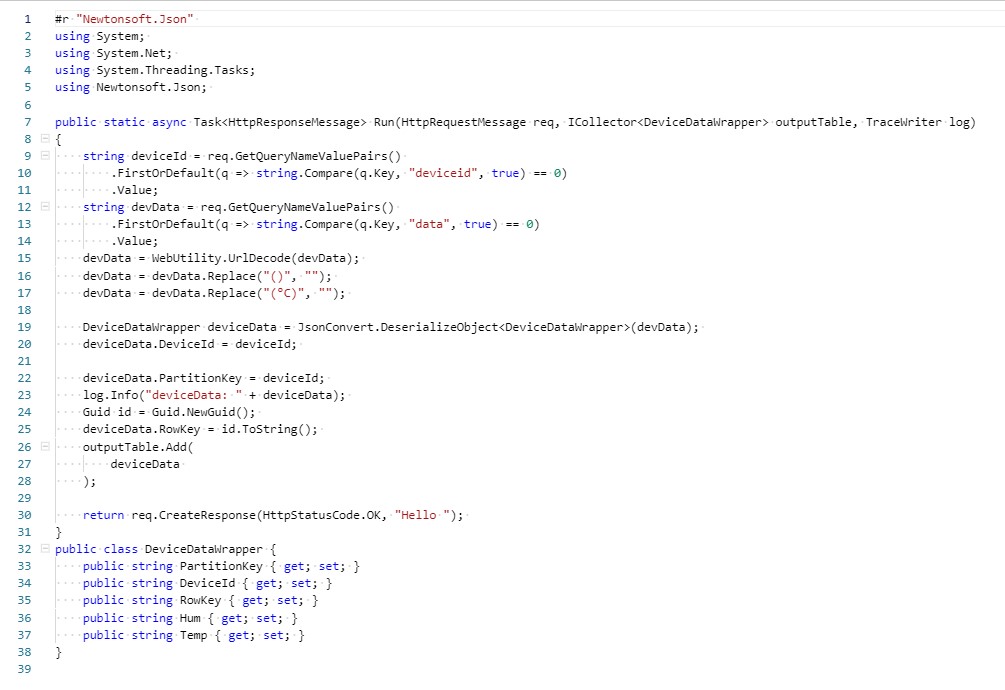 1 #r "Newtonsoft.Json"
2 using System;
3 using System.Net;
4 using System.Threading.Tasks;
5 using Newtonsoft.Json;
6
7 public static async Task<HttpResponseMessage> Run(HttpRequestMessage req, ICollector<DeviceDataWrapper> outputTable, TraceWriter log)
8 {
9     string deviceId = req.GetQueryNameValuePairs()
10         .FirstOrDefault(q => string.Compare(q.Key, "deviceid", true) == 0)
11         .Value;
12     string devData = req.GetQueryNameValuePairs()
13         .FirstOrDefault(q => string.Compare(q.Key, "data", true) == 0)
14         .Value;
15     devData = WebUtility.UrlDecode(devData);
16     devData = devData.Replace("()", "");
17     devData = devData.Replace("(°C)", "");
18
19     DeviceDataWrapper deviceData = JsonConvert.DeserializeObject<DeviceDataWrapper>(devData);
20     deviceData.DeviceId = deviceId;
21
22     deviceData.PartitionKey = deviceId;
23     log.Info("deviceData: " + deviceData);
24     Guid id = Guid.NewGuid();
25     deviceData.RowKey = id.ToString();
26     outputTable.Add(
27         deviceData
28     );
29
30     return req.CreateResponse(HttpStatusCode.OK, "Hello ");
31 }
32 public class DeviceDataWrapper {
33     public string PartitionKey { get; set; }
34     public string DeviceId { get; set; }
35     public string RowKey { get; set; }
36     public string Hum { get; set; }
37     public string Temp { get; set; }
38 }
39